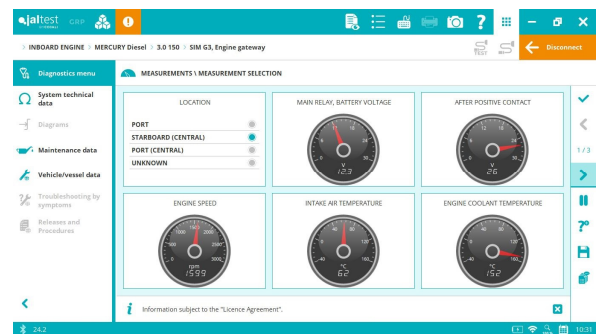 jaltest GRP
> INBOARD ENGINE > MERCURY Diesel > 3.0 150 > SIM G3, Engine gateway
TEST
Disconnect
Diagnostics menu
MEASUREMENTS \ MEASUREMENT SELECTION
System technical
data
Diagrams
Maintenance data
Vehicle/vessel data
Troubleshooting by
symptoms
Releases and
Procedures
LOCATION
PORT
STARBOARD (CENTRAL)
PORT (CENTRAL)
UNKNOWN
MAIN RELAY, BATTERY VOLTAGE
V
12.3
AFTER POSITIVE CONTACT
V
26
1 / 3
ENGINE SPEED
rpm
1599
INTAKE AIR TEMPERATURE
°C
62
ENGINE COOLANT TEMPERATURE
°C
152
Information subject to the "Licence Agreement".
24.2
10:31